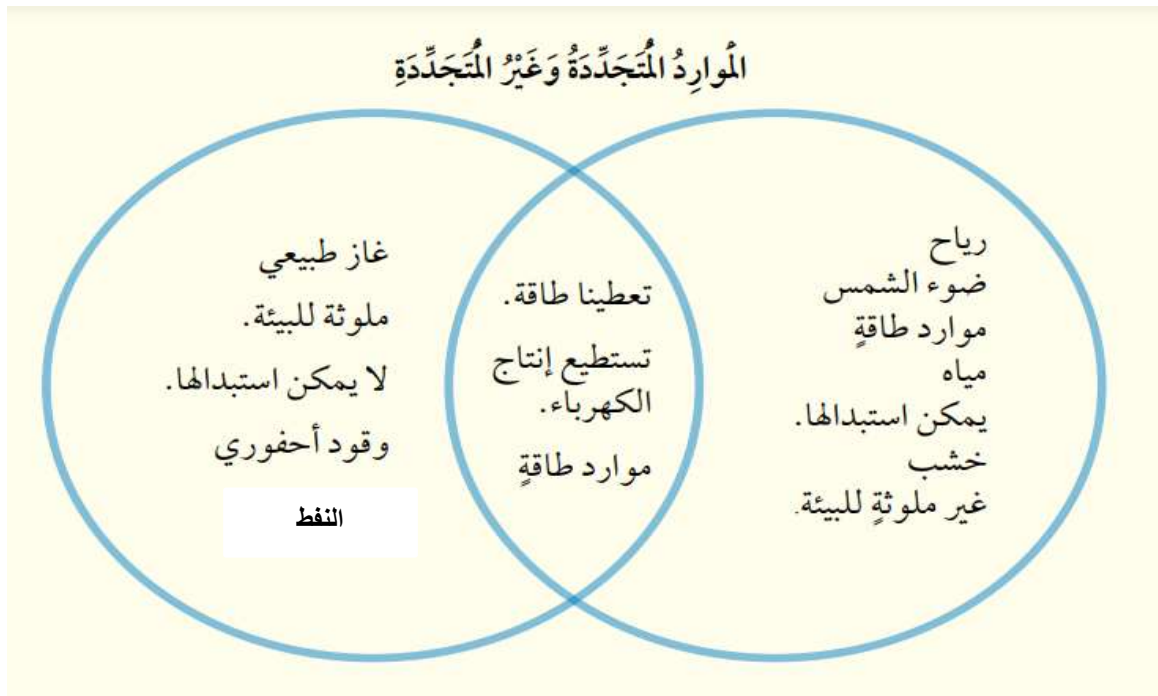 الْمَوارِدُ الْمُتَجَدِّدَةُ وَغَيْرُ الْمُتَجَدِّدَةِ
رياح
ضوء الشمس
موارد طاقةٍ
مياه
يمكن استبدالها.
خشب
غير ملوثةٍ للبيئة.
تعطينا طاقة.
تستطيع إنتاج
الكهرباء.
موارد طاقةٍ
غاز طبيعي
ملوثة للبيئة.
لا يمكن استبدالها.
وقود أحفوري
النفط